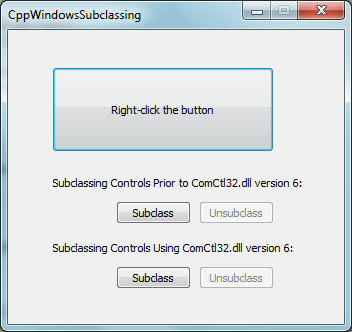 CppWindowsSubclassing
Right-click the button
Subclassing Controls Prior to ComCtl32.dll version 6:
Subclass Unsubclass
Subclassing Controls Using ComCtl32.dll version 6:
Subclass Unsubclass